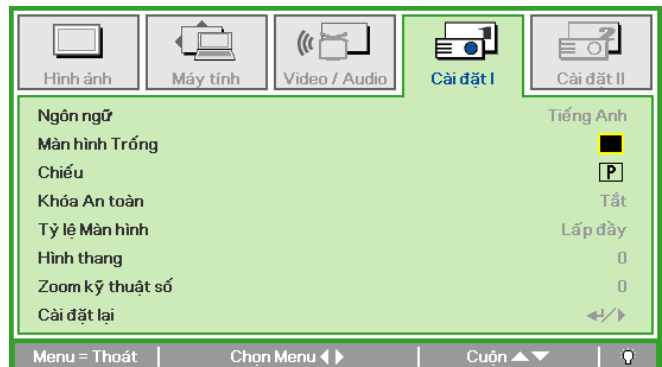 Hình ảnh Máy tính Video / Audio Cài đặt I Cài đặt II
Ngôn ngữ Tiếng Anh
Màn hình Trống
Chiếu P
Khóa An toàn Tắt
Tỷ lệ Màn hình Lấp đầy
Hình thang 0
Zoom kỹ thuật số 0
Cài đặt lại
Menu = Thoát Chọn Menu Cuộn